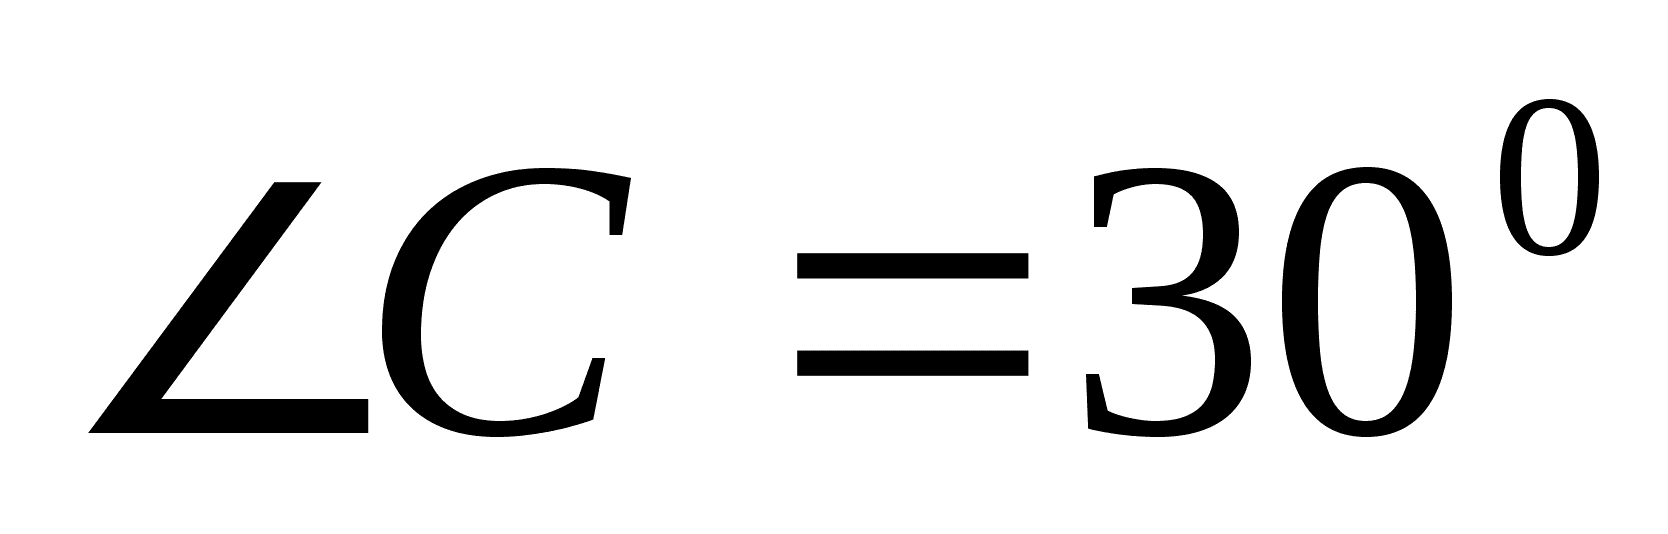 ∠C = 30⁰